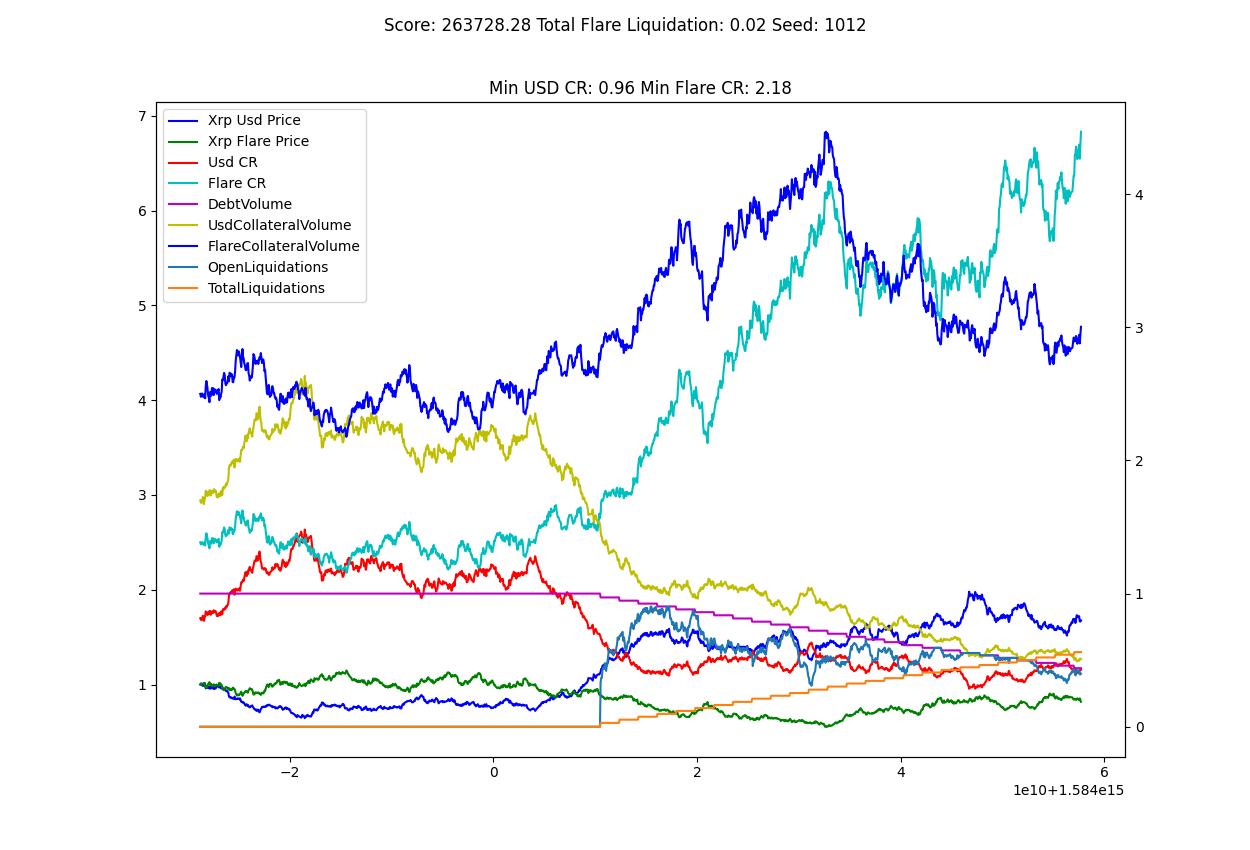 Score: 263728.28 Total Flare Liquidation: 0.02 Seed: 1012
Min USD CR: 0.96 Min Flare CR: 2.18
Xrp Usd Price
Xrp Flare Price
Usd CR
Flare CR
DebtVolume
UsdCollateralVolume
FlareCollateralVolume
OpenLiquidations
TotalLiquidations
7
6
5
4
3
2
1
4
3
2
1
0
−2
0
2
4
6
1e10+1.584e15